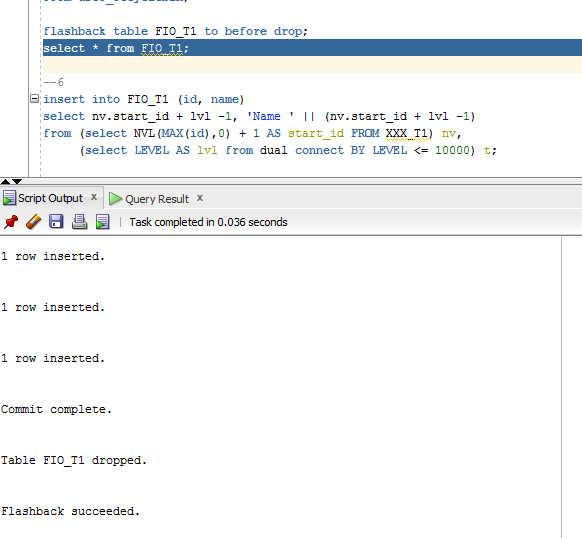 flashback table FIO_T1 to before drop;
select * from FIO_T1;
--6
insert into FIO_T1 (id, name)
select nv.start_id + lvl -1, 'Name ' || (nv.start_id + lvl -1)
from (select NVL(MAX(id),0) + 1 AS start_id FROM XXX_T1) nv,
(select LEVEL AS lvl from dual connect BY LEVEL <= 10000) t;
Script Output x Query Result x
Task completed in 0.036 seconds
1 row inserted.
1 row inserted.
1 row inserted.
Commit complete.
Table FIO_T1 dropped.
Flashback succeeded.